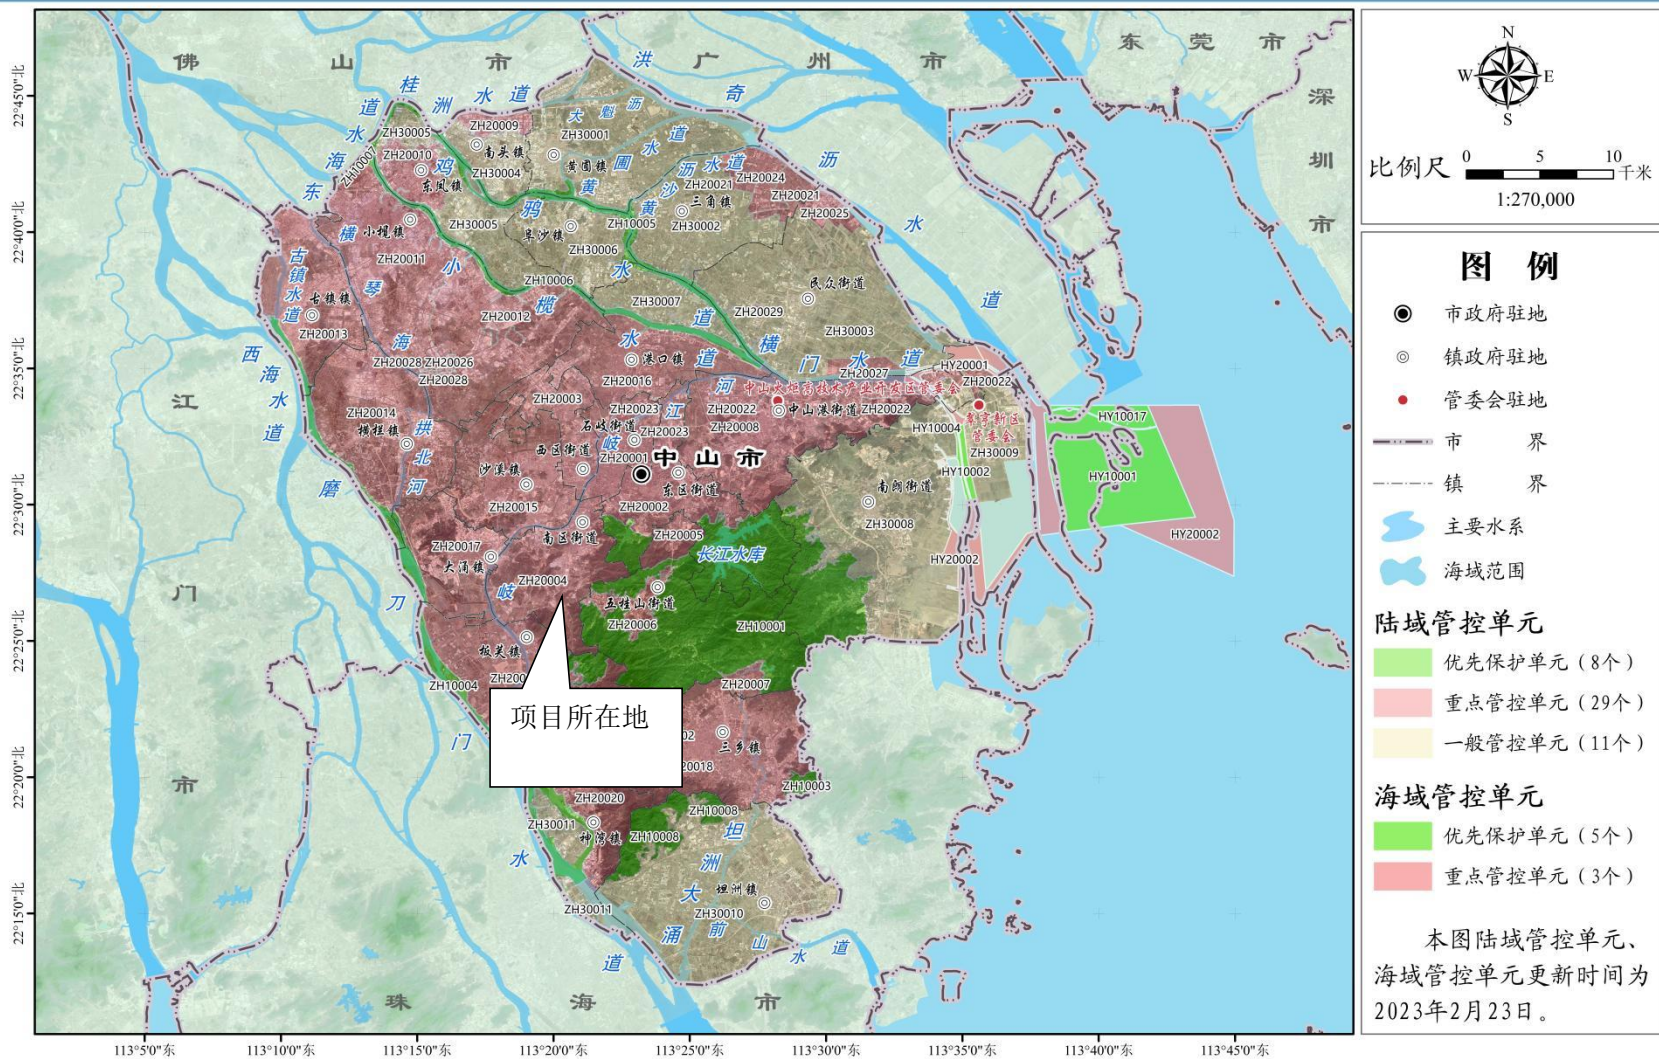 佛山市
广州市
东莞市
深圳市
江门市
珠海市
中山市
22°45'0"北
22°40'0"北
22°35'0"北
22°30'0"北
22°25'0"北
22°20'0"北
22°15'0"北
113°5'0"东
113°10'0"东
113°15'0"东
113°20'0"东
113°25'0"东
113°30'0"东
113°35'0"东
113°40'0"东
113°45'0"东
桂洲水道
洪奇沥水道
大魁沥
东海水道
鸡鸦水道
黄圃水道
黄沙沥水道
古镇水道
横琴海
小榄水道
横门水道
西海水道
拱北河
岐江河
磨刀门水道
长江水库
坦洲大涌
前山水道
ZH30005
ZH20009
ZH30001
ZH10007
ZH20010
南头镇
黄圃镇
东凤镇
ZH30004
ZH20024
ZH20021
三角镇
ZH20021
ZH20025
ZH30002
小榄镇
ZH30005
阜沙镇
ZH10005
ZH30006
ZH20011
ZH10006
ZH30007
民众街道
ZH20029
ZH30003
古镇镇
ZH20013
ZH20012
ZH20028
ZH20026
ZH20028
港口镇
ZH20016
ZH20027
HY20001
ZH20022
中山火炬高技术产业开发区管委会
ZH20003
ZH20014
横栏镇
ZH20023
石岐街道
ZH20023
ZH20022
中山港街道
ZH20022
ZH20008
翠亨新区
管委会
HY10004
ZH30009
HY10017
HY10001
HY10002
HY20002
HY20002
西区街道
ZH20001
沙溪镇
东区街道
ZH20015
ZH20002
南区街道
ZH20005
南朗街道
ZH30008
ZH20017
大涌镇
岐
ZH20004
五桂山街道
ZH20006
ZH10001
板芙镇
ZH200
ZH10004
ZH20007
项目所在地
02
三乡镇
20018
ZH10003
ZH20020
ZH30011
神湾镇
ZH10008
ZH10008
坦洲镇
ZH30010
ZH30011
N
W
E
S
比例尺
0 5 10
千米
1:270,000
图 例
市政府驻地
镇政府驻地
管委会驻地
市 界
镇 界
主要水系
海域范围
陆域管控单元
优先保护单元（8个）
重点管控单元（29个）
一般管控单元（11个）
海域管控单元
优先保护单元（5个）
重点管控单元（3个）
本图陆域管控单元、
海域管控单元更新时间为
2023年2月23日。